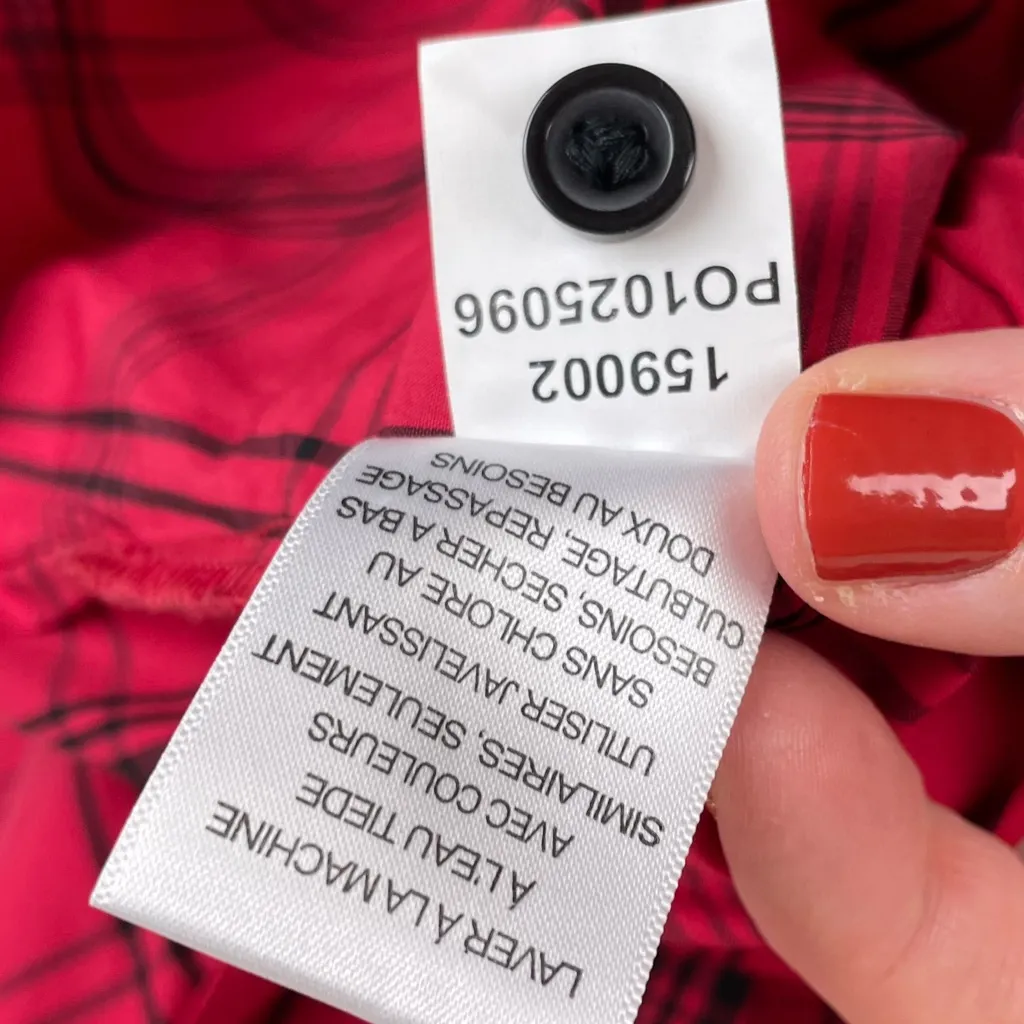 LAVER À LA MACHINE
À L'EAU TIEDE
AVEC COULEURS
SIMILAIRES, SEULEMENT
UTILISER JAVELISSANT
SANS CHLORE AU
BESOINS, SECHER A BAS
CULBUTAGE, REPASSAGE
DOUX AU BESOINS
159002
PO1025096